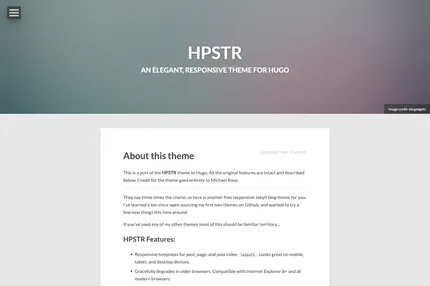 HPSTR
AN ELEGANT, RESPONSIVE THEME FOR HUGO
Image credit: dargadgetz
About this theme
This is a port of the HPSTR theme to Hugo. All the original features are intact and described
below. Credit for the theme goes entirely to Michael Rose.
They say three times the charm, so here is another free responsive Jekyll blog theme for you.
I've learned a ton since open sourcing my first two themes on Github, and wanted to try a
few new things this time around.
If you've used any of my other themes most of this should be familiar territory...
HPSTR Features:
Responsive templates for post, page, and post index layouts. Looks great on mobile,
tablet, and desktop devices.
Gracefully degrades in older browsers. Compatible with Internet Explorer 8+ and all
modern browsers.